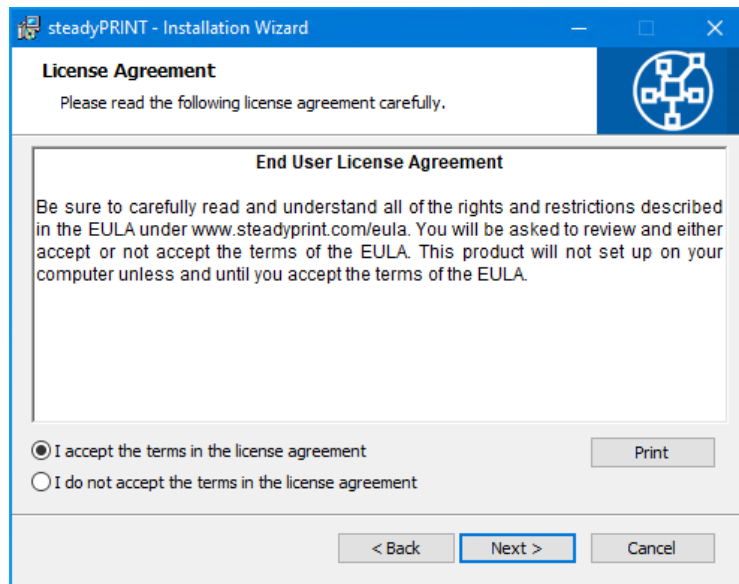 steadyPRINT - Installation Wizard
License Agreement
Please read the following license agreement carefully.
End User License Agreement
Be sure to carefully read and understand all of the rights and restrictions described
in the EULA under www.steadyprint.com/eula. You will be asked to review and either
accept or not accept the terms of the EULA. This product will not set up on your
computer unless and until you accept the terms of the EULA.
I accept the terms in the license agreement
Print
I do not accept the terms in the license agreement
< Back
Next >
Cancel